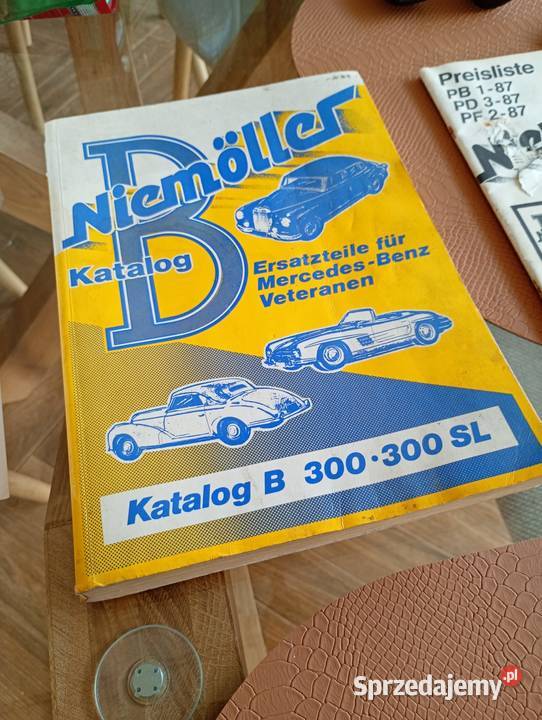 Niemöller
B
Katalog
Ersatzteile für
Mercedes-Benz
Veteranen
Katalog B 300·300 SL
Preisliste
PB 1-87
PD 3-87
PF 2-87
Sprzedajemy.pl